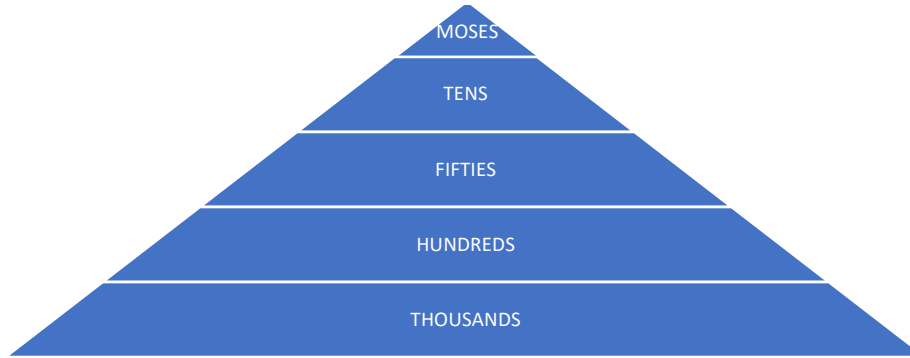 MOSES
TENS
FIFTIES
HUNDREDS
THOUSANDS